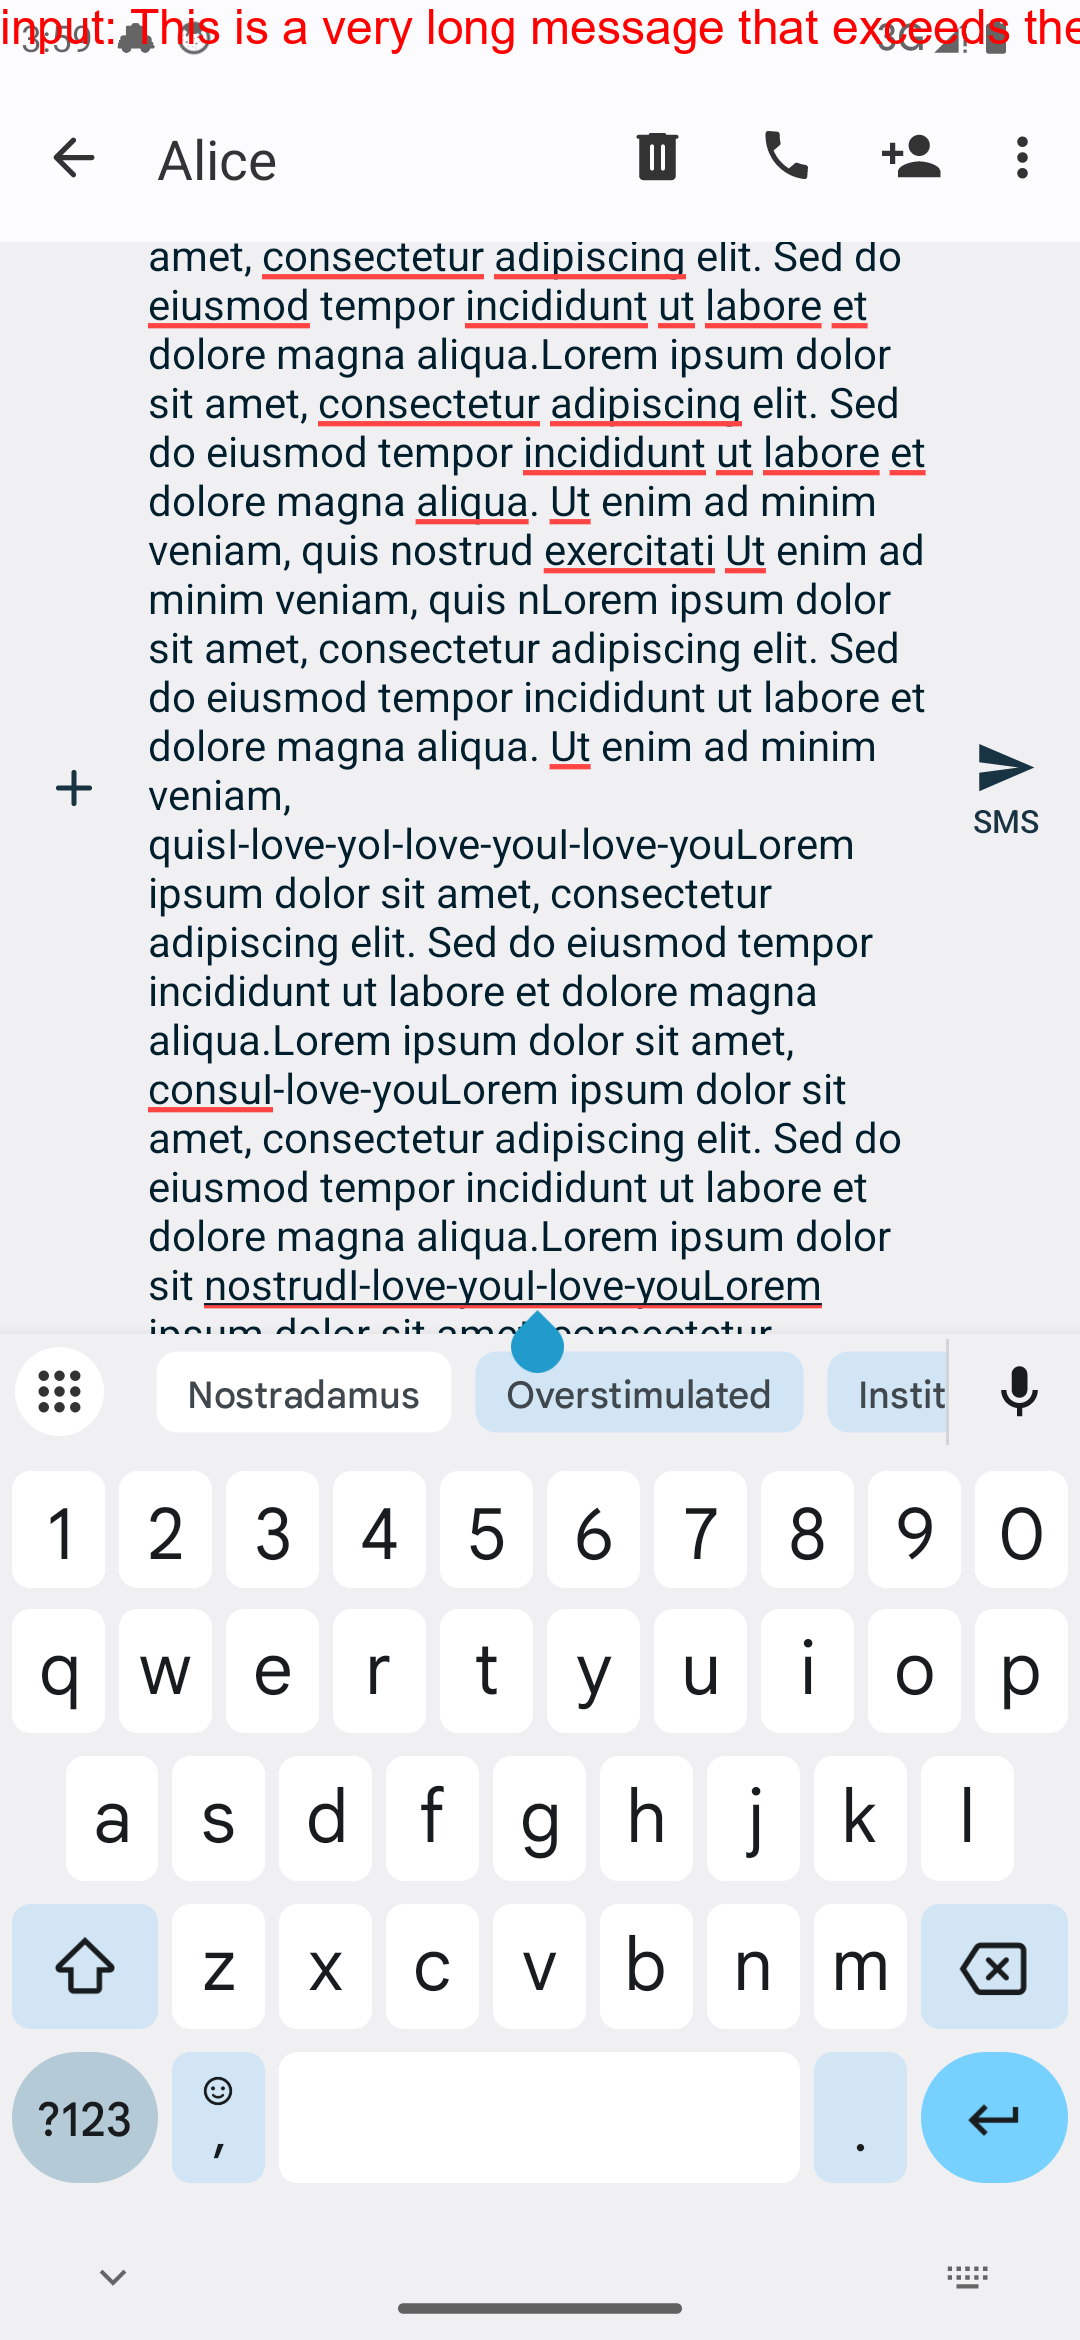 input: This is a very long message that exceeds the
3:59
3G
Alice
amet, consectetur adipiscing elit. Sed do
eiusmod tempor incididunt ut labore et
dolore magna aliqua.Lorem ipsum dolor
sit amet, consectetur adipiscing elit. Sed
do eiusmod tempor incididunt ut labore et
dolore magna aliqua. Ut enim ad minim
veniam, quis nostrud exercitati Ut enim ad
minim veniam, quis nLorem ipsum dolor
sit amet, consectetur adipiscing elit. Sed
do eiusmod tempor incididunt ut labore et
dolore magna aliqua. Ut enim ad minim
veniam,
quisI-love-yoI-love-youI-love-youLorem
ipsum dolor sit amet, consectetur
adipiscing elit. Sed do eiusmod tempor
incididunt ut labore et dolore magna
aliqua.Lorem ipsum dolor sit amet,
consuI-love-youLorem ipsum dolor sit
amet, consectetur adipiscing elit. Sed do
eiusmod tempor incididunt ut labore et
dolore magna aliqua.Lorem ipsum dolor
sit nostrudI-love-youI-love-youLorem
ipsum dolor sit amet, consectetur
SMS
Nostradamus Overstimulated Instit
1 2 3 4 5 6 7 8 9 0
q w e r t y u i o p
a s d f g h j k l
z x c v b n m
?123 , .